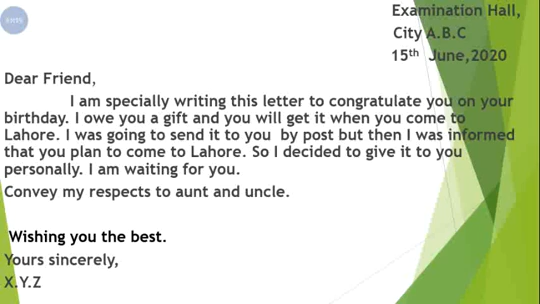 Examination Hall,
City A.B.C
15th June,2020
Dear Friend,
I am specially writing this letter to congratulate you on your
birthday. I owe you a gift and you will get it when you come to
Lahore. I was going to send it to you by post but then I was informed
that you plan to come to Lahore. So I decided to give it to you
personally. I am waiting for you.
Convey my respects to aunt and uncle.
Wishing you the best.
Yours sincerely,
X.Y.Z